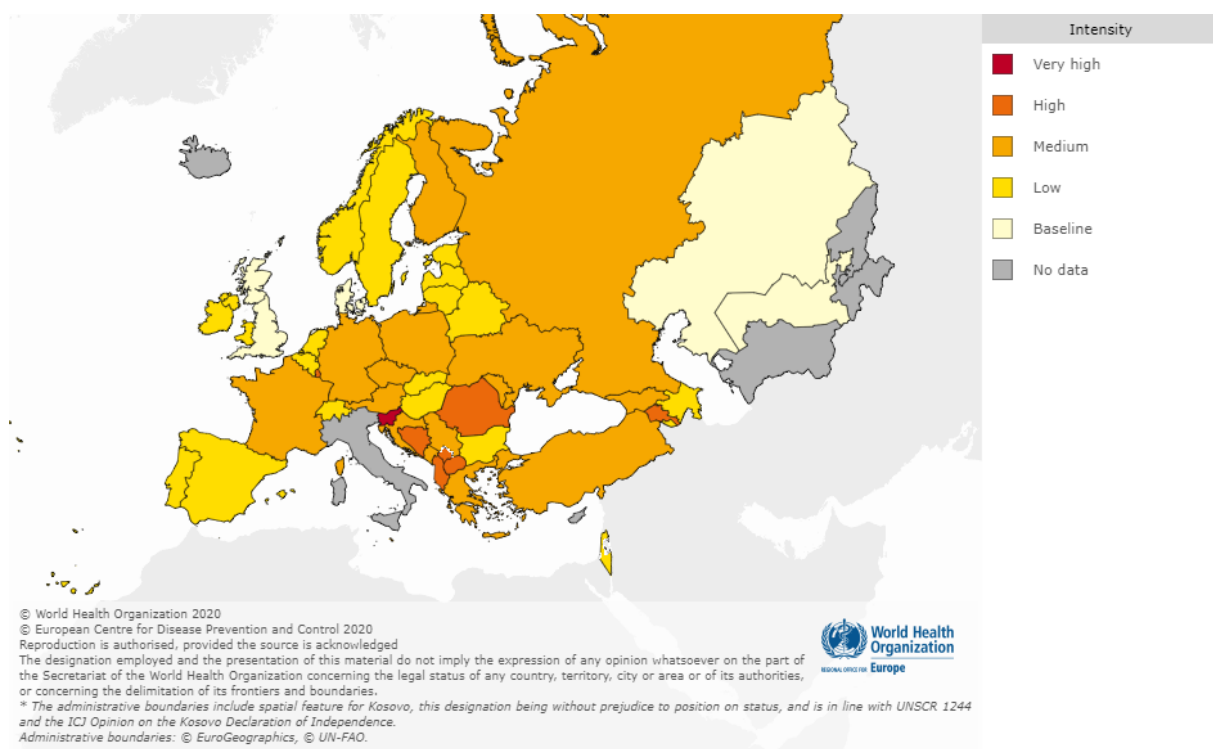 Intensity
Very high
High
Medium
Low
Baseline
No data
© World Health Organization 2020
© European Centre for Disease Prevention and Control 2020
Reproduction is authorised, provided the source is acknowledged
The designation employed and the presentation of this material do not imply the expression of any opinion whatsoever on the part of
the Secretariat of the World Health Organization concerning the legal status of any country, territory, city or area or of its authorities,
or concerning the delimitation of its frontiers and boundaries.
* The administrative boundaries include spatial feature for Kosovo, this designation being without prejudice to position on status, and is in line with UNSCR 1244
and the ICJ Opinion on the Kosovo Declaration of Independence.
Administrative boundaries: © EuroGeographics, © UN-FAO.
World Health
Organization
REGIONAL OFFICE FOR Europe